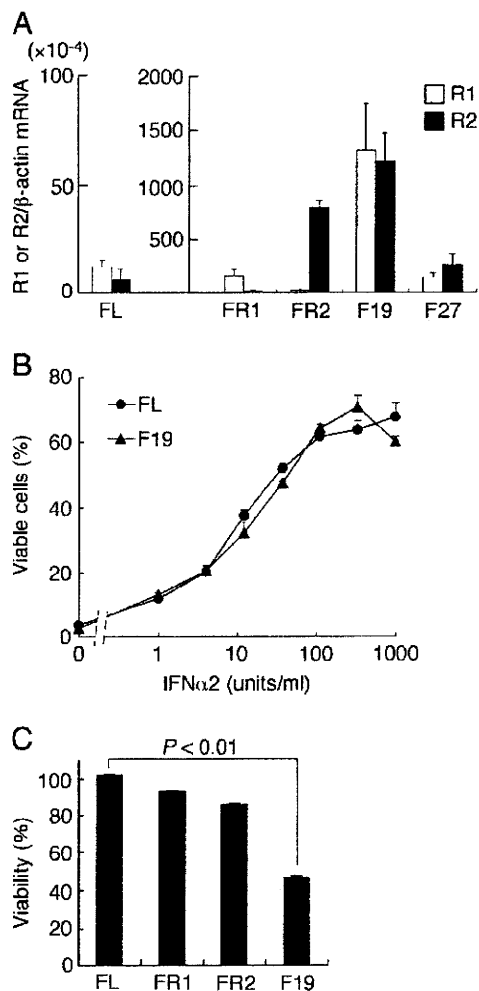 A
(×10-4)
R1 or R2/β-actin mRNA
100
50
0
2000
1500
1000
500
R1
R2
FL
FR1
FR2
F19
F27
B
FL
F19
Viable cells (%)
80
60
40
20
0
0
1
10
100
1000
IFNα2 (units/ml)
C
P < 0.01
Viability (%)
100
80
60
40
20
0
FL
FR1
FR2
F19